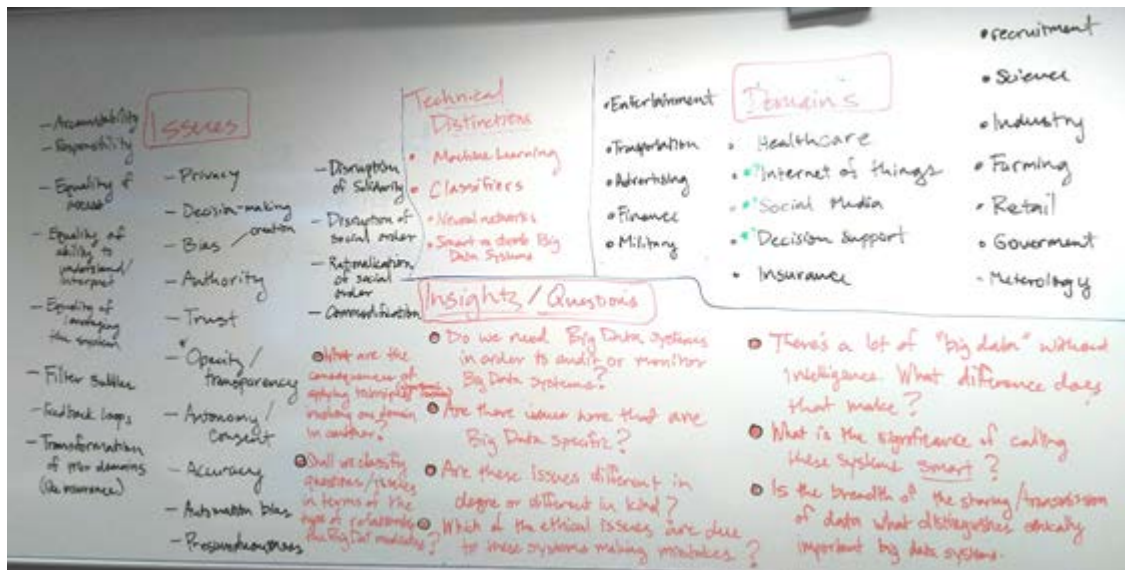 - Accountability
- Responsibility
- Equality of
access
- Equality of
ability to
understand/
interpret
- Equality of
leveraging
the system
- Filter bubbles
- Feedback loops
- Transformation
of prior domains
(insurance)
Issues
- Privacy
- Decision-making
creation
- Bias
- Authority
- Trust
- Opacity/
transparency
- Autonomy/
consent
- Accuracy
- Automation bias
- Disruption
of Solidarity
- Disruption of
social order
- Rationalization
of social
order
- Commodification
Technical
Distinctions
• Machine Learning
• Classifiers
• Neural networks
• Smart vs dumb Big
Data Systems
• Entertainment
• Transportation
• Advertising
• Finance
• Military
Domains
• Healthcare
• Internet of things
• Social Media
• Decision Support
• Insurance
• recruitment
• Science
• Industry
• Farming
• Retail
• Goverment
- Meterology
Insights / Questions
What are the
consequences of
applying techniques
involving one domain
in another?
Shall we classify
questions/issues
in terms of the
type of relationship
the Big Dat mediates?
Do we need Big Data systems
in order to audit or monitor
Big Data systems?
Are there issues here that are
Big Data specific?
Are these Issues different in
degree or different in kind?
Which of the ethical issues are due
to these systems making mistakes?
There's a lot of "big data" without
intelligence. What difference does
that make?
What is the significance of calling
these systems smart?
Is the breadth of the sharing/transmission
of data what distinguishes ethically
important big data systems.